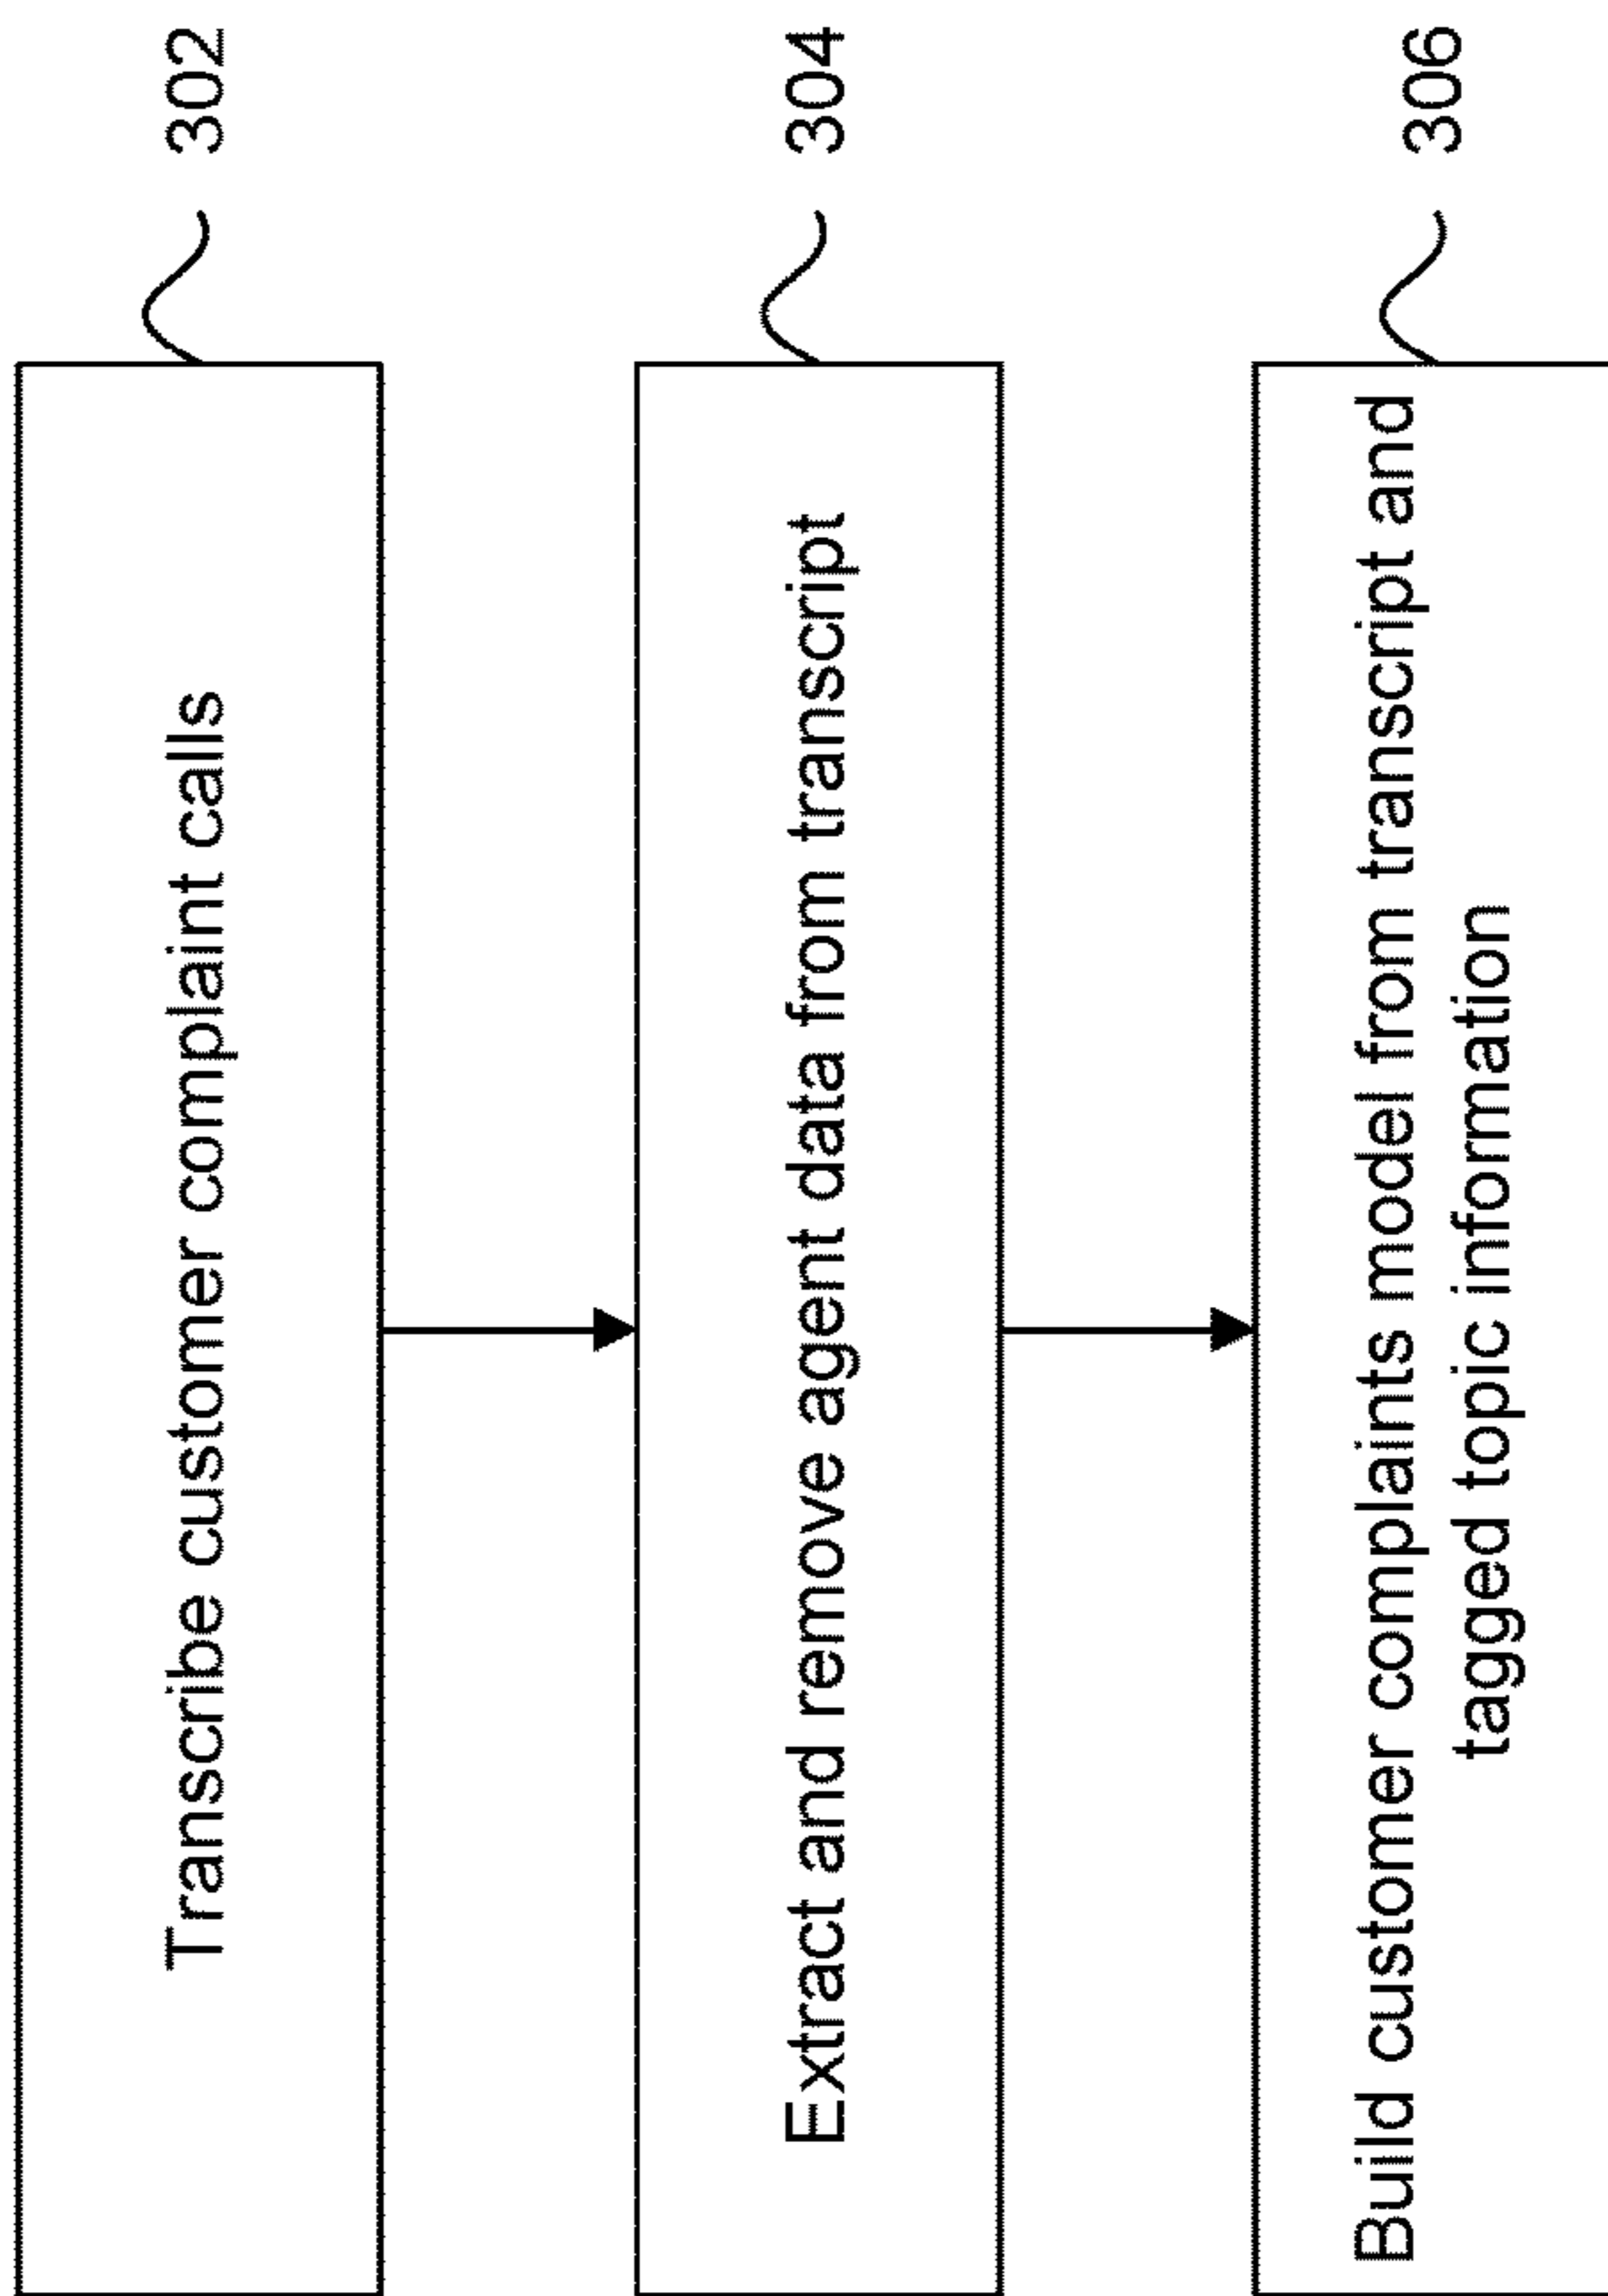 Transcribe customer complaint calls
302
Extract and remove agent data from transcript
304
Build customer complaints model from transcript and
tagged topic information
306